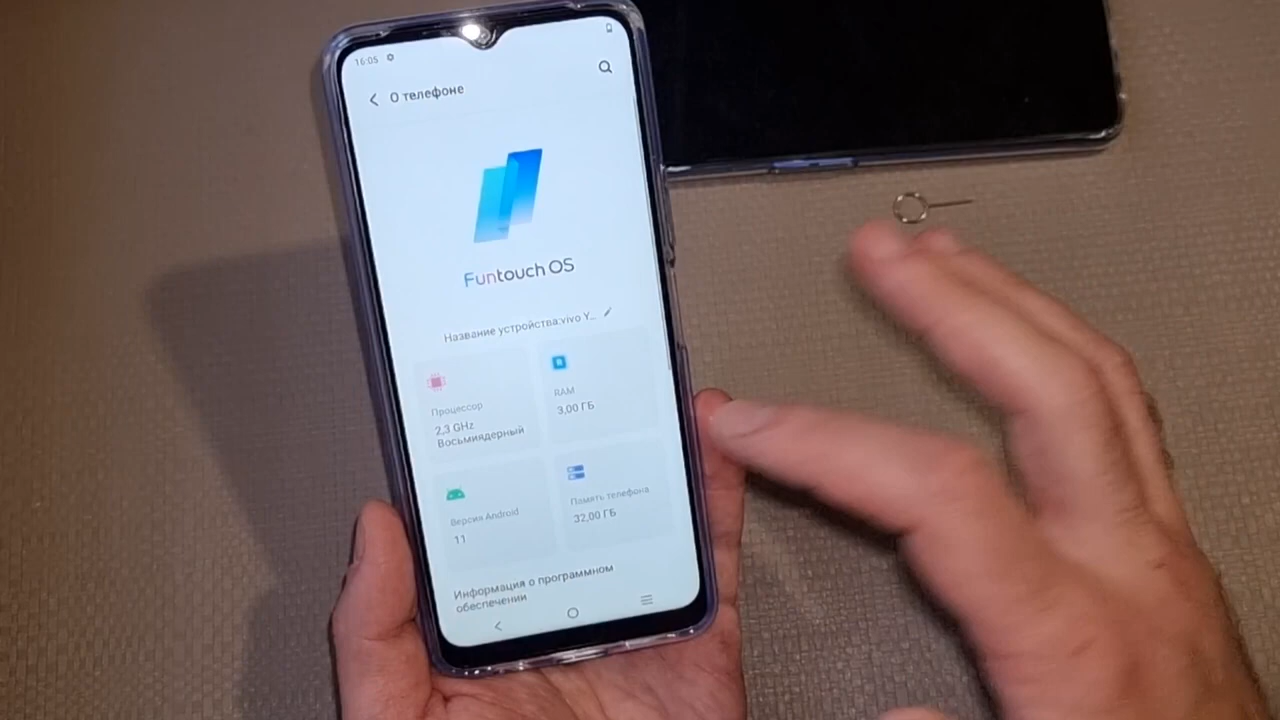 16:05
О телефоне
Funtouch OS
Название устройства:vivo Y...
Процессор
2,3 GHz
Восьмиядерный
RAM
3,00 ГБ
Версия Android
11
Память телефона
32,00 ГБ
Информация о программном
обеспечении